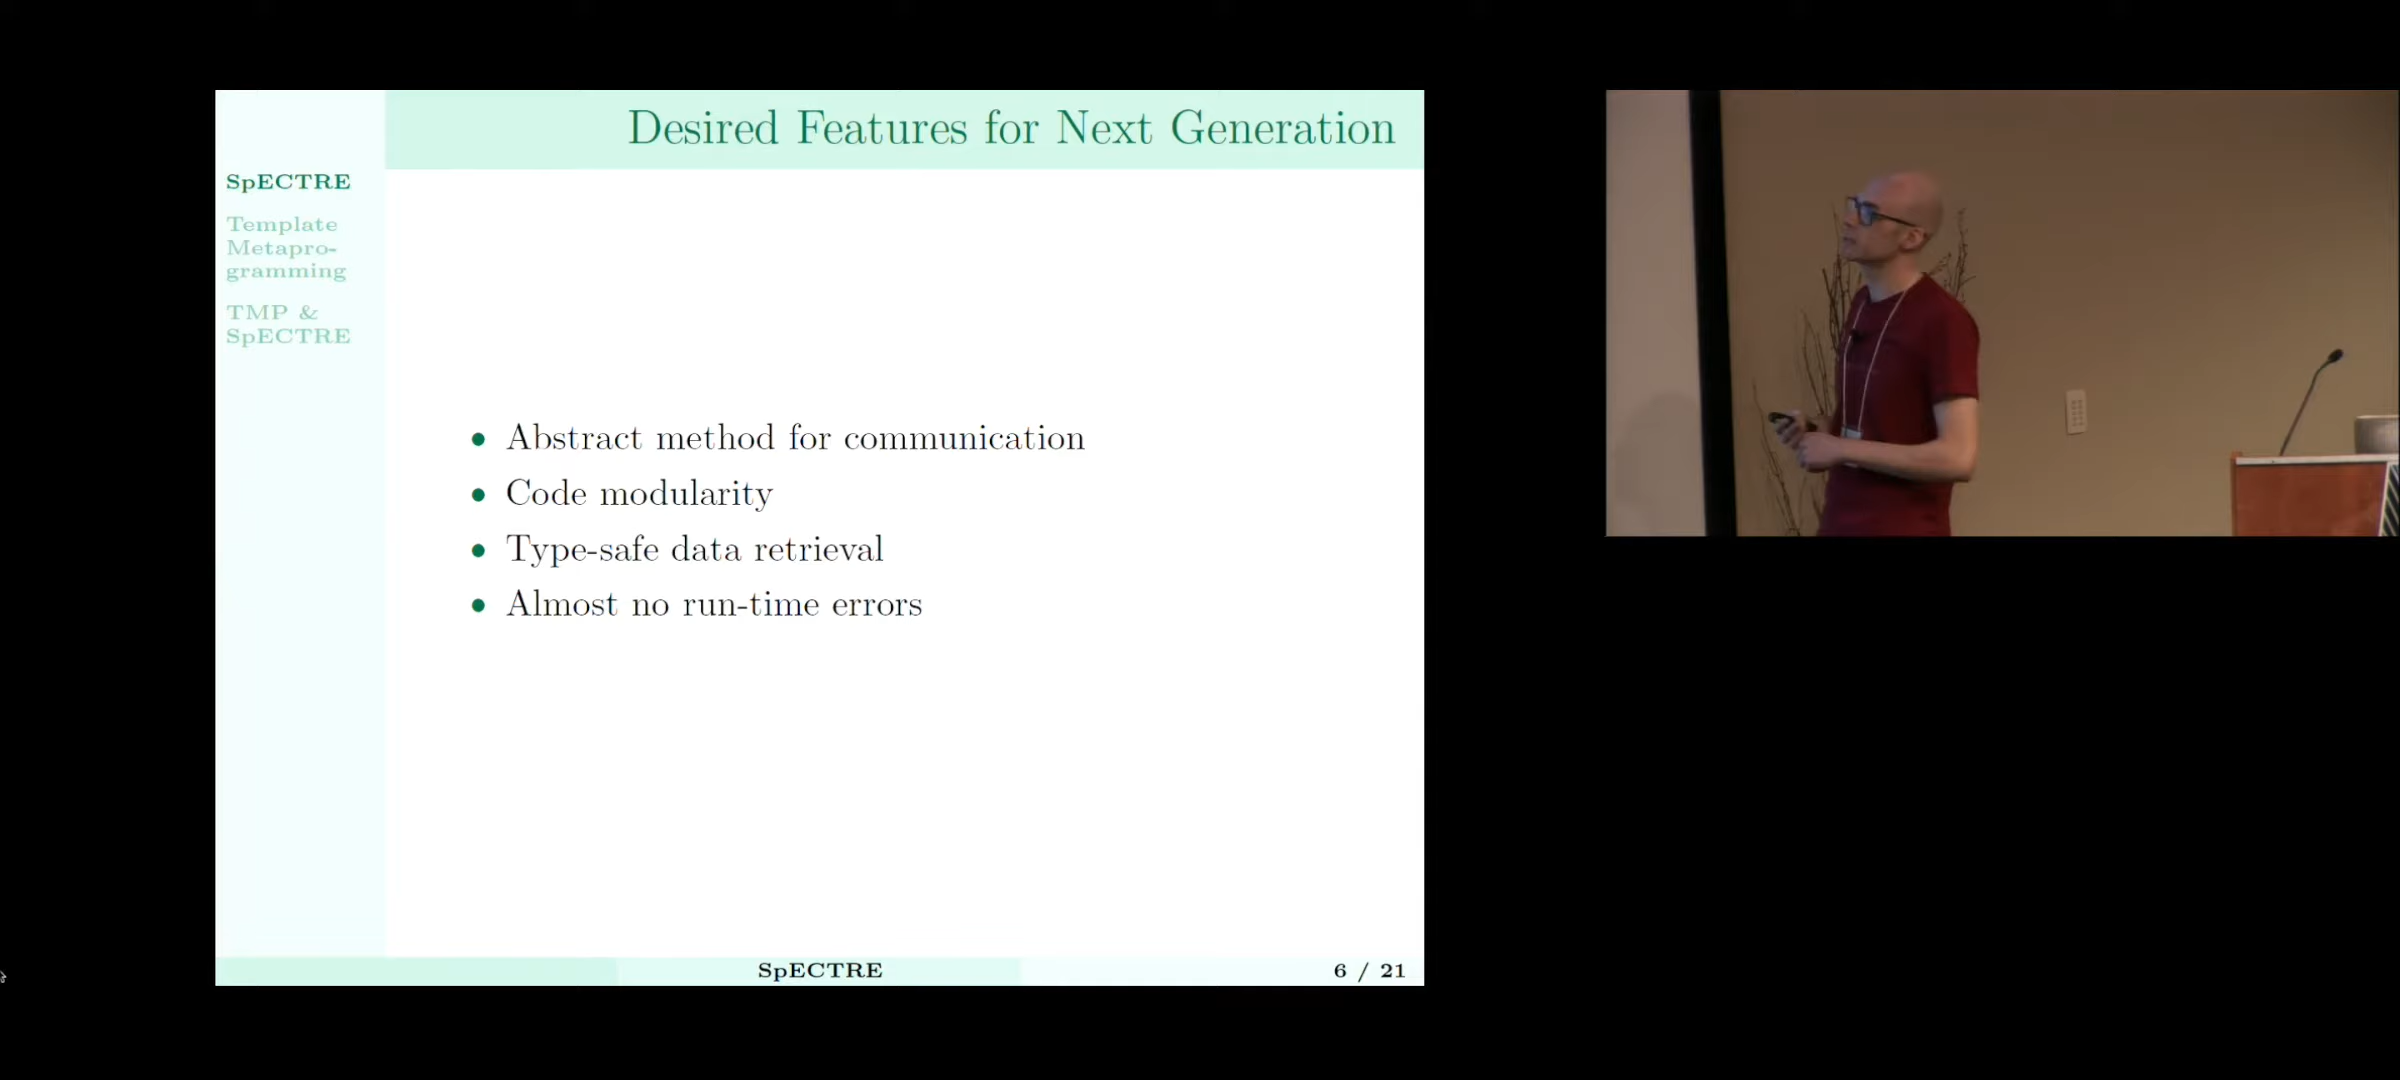 Desired Features for Next Generation
SpECTRE
Template
Metapro-
gramming
TMP &
SpECTRE
• Abstract method for communication
• Code modularity
• Type-safe data retrieval
• Almost no run-time errors
SpECTRE
6 / 21